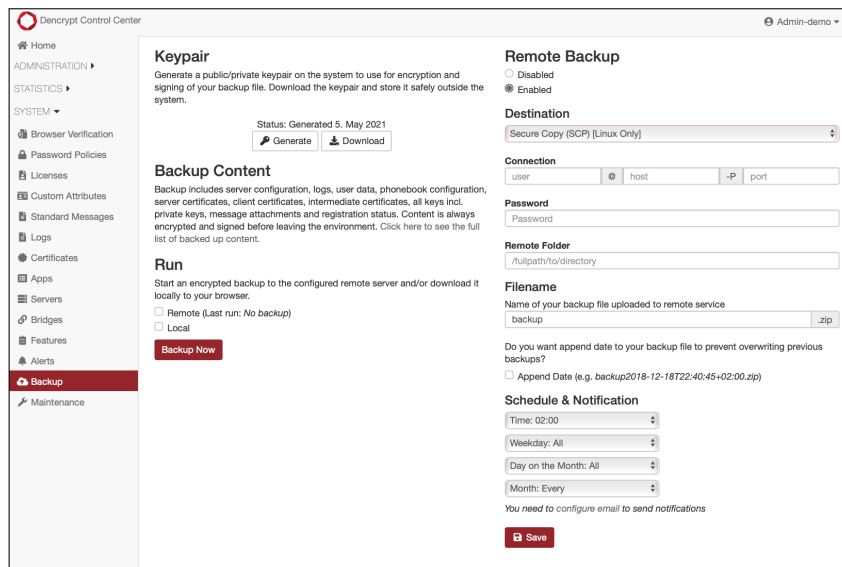 Dencrypt Control Center
Admin-demo
Home
ADMINISTRATION
STATISTICS
SYSTEM
Browser Verification
Password Policies
Licenses
Custom Attributes
Standard Messages
Logs
Certificates
Apps
Servers
Bridges
Features
Alerts
Backup
Maintenance
Keypair
Generate a public/private keypair on the system to use for encryption and
signing of your backup file. Download the keypair and store it safely outside the
system.
Status: Generated 5. May 2021
Generate Download
Backup Content
Backup includes server configuration, logs, user data, phonebook configuration,
server certificates, client certificates, intermediate certificates, all keys incl.
private keys, message attachments and registration status. Content is always
encrypted and signed before leaving the environment. Click here to see the full
list of backed up content.
Run
Start an encrypted backup to the configured remote server and/or download it
locally to your browser.
Remote (Last run: No backup)
Local
Backup Now
Remote Backup
Disabled
Enabled
Destination
Secure Copy (SCP) [Linux Only]
Connection
user @ host -P port
Password
Password
Remote Folder
/fullpath/to/directory
Filename
Name of your backup file uploaded to remote service
backup .zip
Do you want append date to your backup file to prevent overwriting previous
backups?
Append Date (e.g. backup2018-12-18T22:40:45+02:00.zip)
Schedule & Notification
Time: 02:00
Weekday: All
Day on the Month: All
Month: Every
You need to configure email to send notifications
Save